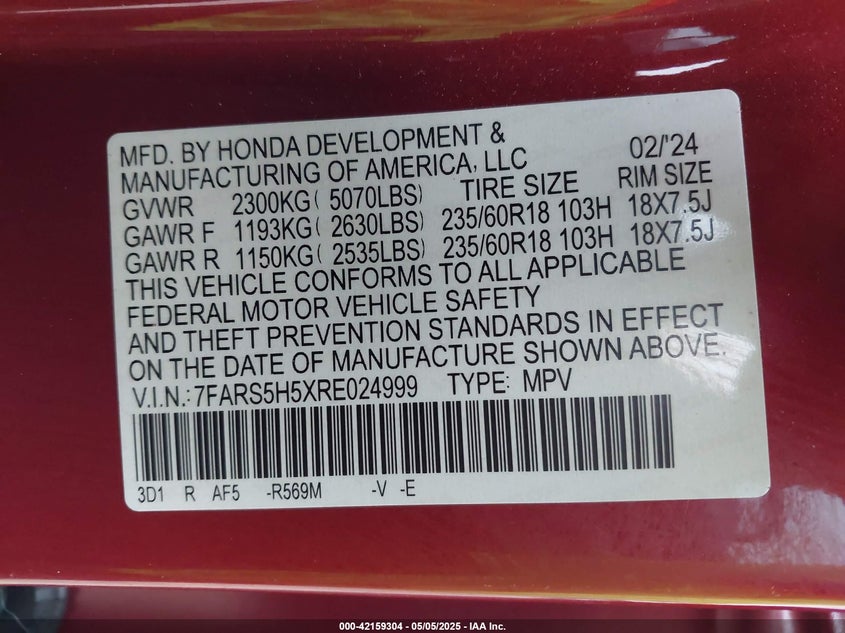 MFD. BY HONDA DEVELOPMENT & 02/'24
MANUFACTURING OF AMERICA, LLC
TIRE SIZE RIM SIZE
GVWR 2300KG( 5070LBS)
GAWR F 1193KG( 2630LBS) 235/60R18 103H 18X7.5J
GAWR R 1150KG( 2535LBS) 235/60R18 103H 18X7.5J
THIS VEHICLE CONFORMS TO ALL APPLICABLE
FEDERAL MOTOR VEHICLE SAFETY
AND THEFT PREVENTION STANDARDS IN EFFECT
ON THE DATE OF MANUFACTURE SHOWN ABOVE.
V.I.N.:7FARS5H5XRE024999 TYPE: MPV
3D1 R AF5 -R569M -V -E
000-42159304 - 05/05/2025 - IAA Inc.